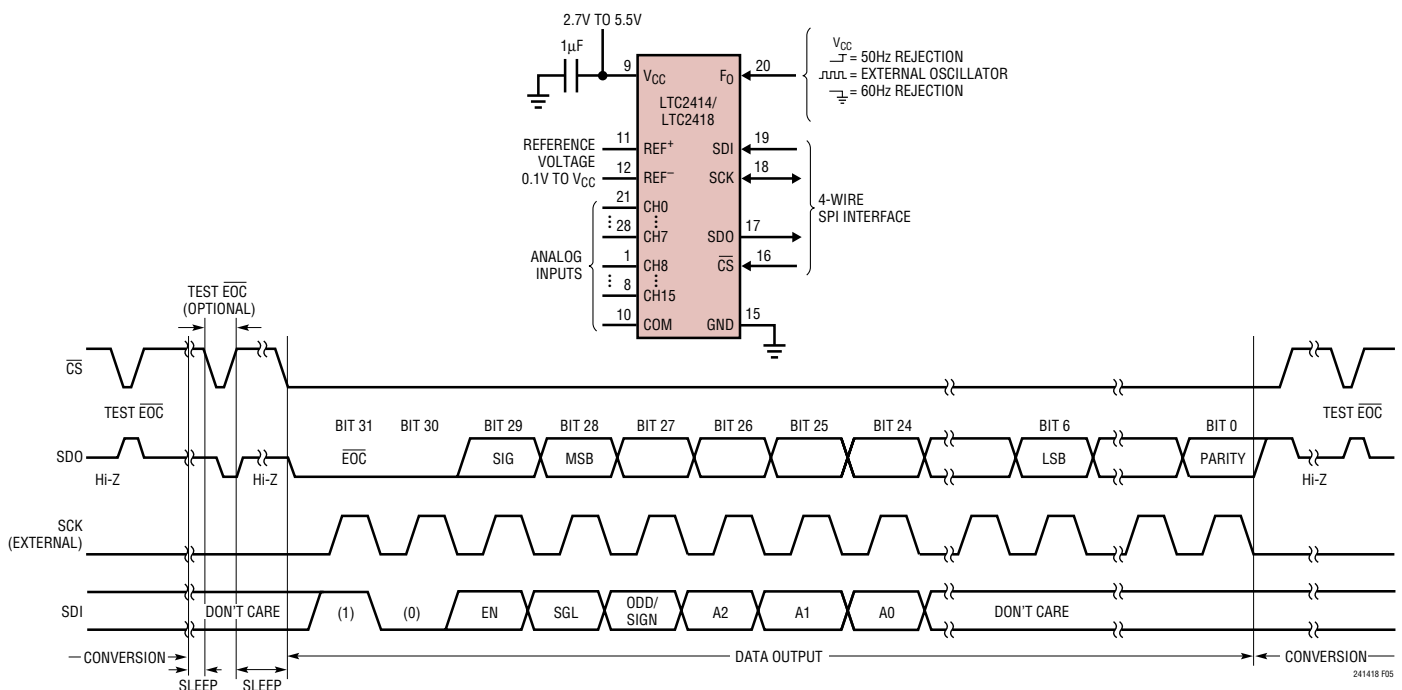 2.7V TO 5.5V
1µF
9
VCC
LTC2414/
LTC2418
FO
20
VCC
= 50Hz REJECTION
= EXTERNAL OSCILLATOR
= 60Hz REJECTION
REFERENCE
VOLTAGE
0.1V TO VCC
11
REF+
12
REF–
SDI
19
SCK
18
SDO
17
CS
16
4-WIRE
SPI INTERFACE
ANALOG
INPUTS
21
CH0
28
CH7
1
CH8
8
CH15
10
COM
GND
15
TEST EOC
(OPTIONAL)
CS
TEST EOC
TEST EOC
BIT 31
BIT 30
BIT 29
BIT 28
BIT 27
BIT 26
BIT 25
BIT 24
BIT 6
BIT 0
SDO
EOC
SIG
MSB
LSB
PARITY
Hi-Z
Hi-Z
Hi-Z
SCK
(EXTERNAL)
SDI
DON'T CARE
(1)
(0)
EN
SGL
ODD/
SIGN
A2
A1
A0
DON'T CARE
CONVERSION
SLEEP
SLEEP
DATA OUTPUT
CONVERSION
241418 F05